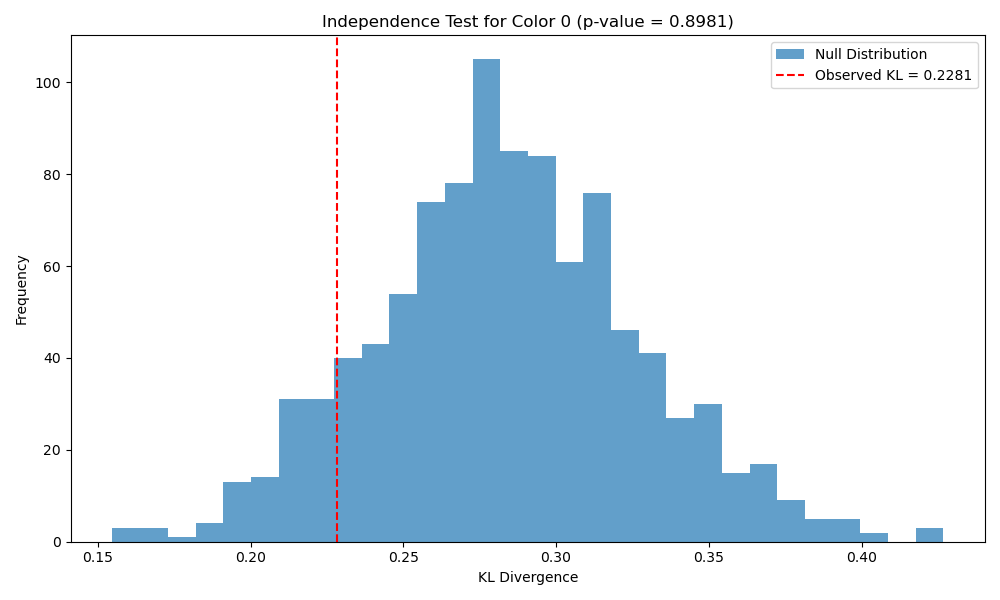 Independence Test for Color 0 (p-value = 0.8981)
Null Distribution
Observed KL = 0.2281
Frequency
100
80
60
40
20
0
0.15 0.20 0.25 0.30 0.35 0.40
KL Divergence